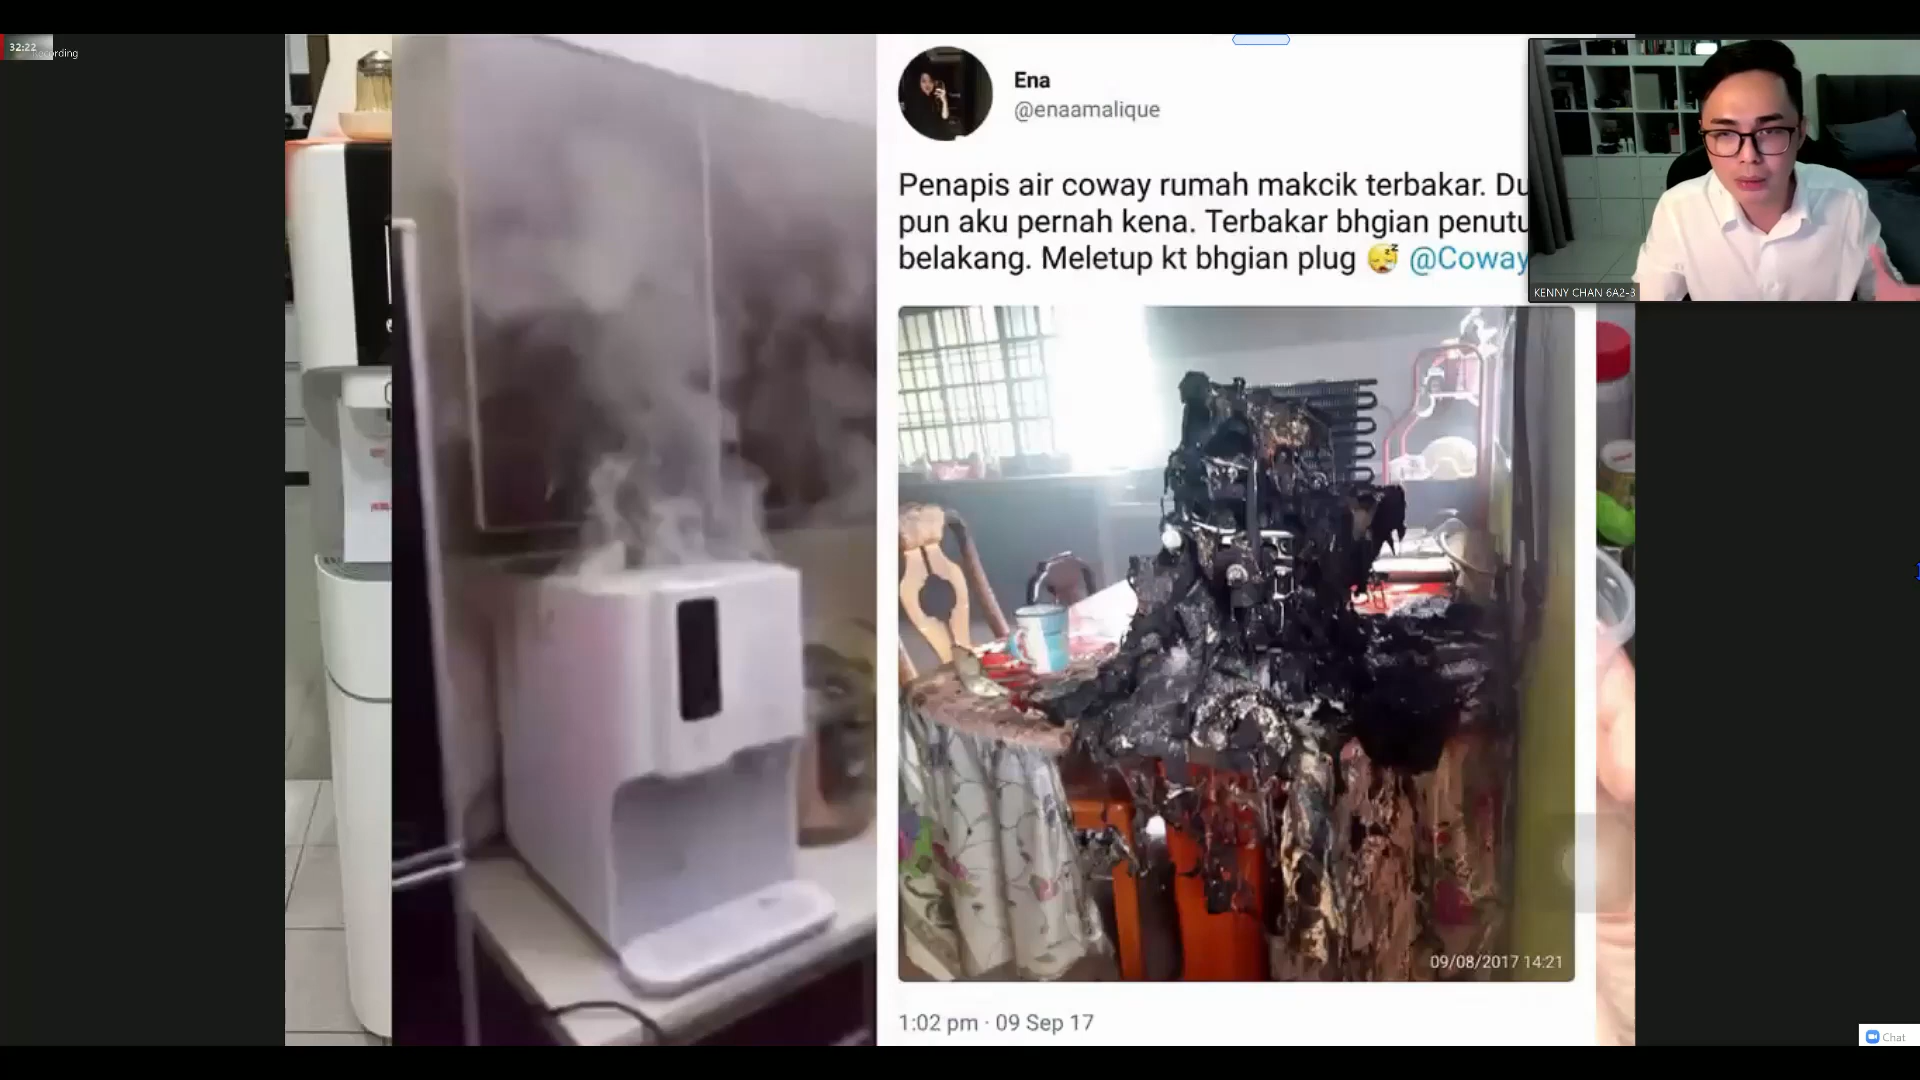 32:22
Recording
Ena
@enaamalique
Penapis air coway rumah makcik terbakar. Du
pun aku pernah kena. Terbakar bhgian penutu
belakang. Meletup kt bhgian plug 😴 @Coway
KENNY CHAN 6A2-3
09/08/2017 14:21
1:02 pm · 09 Sep 17
Chat